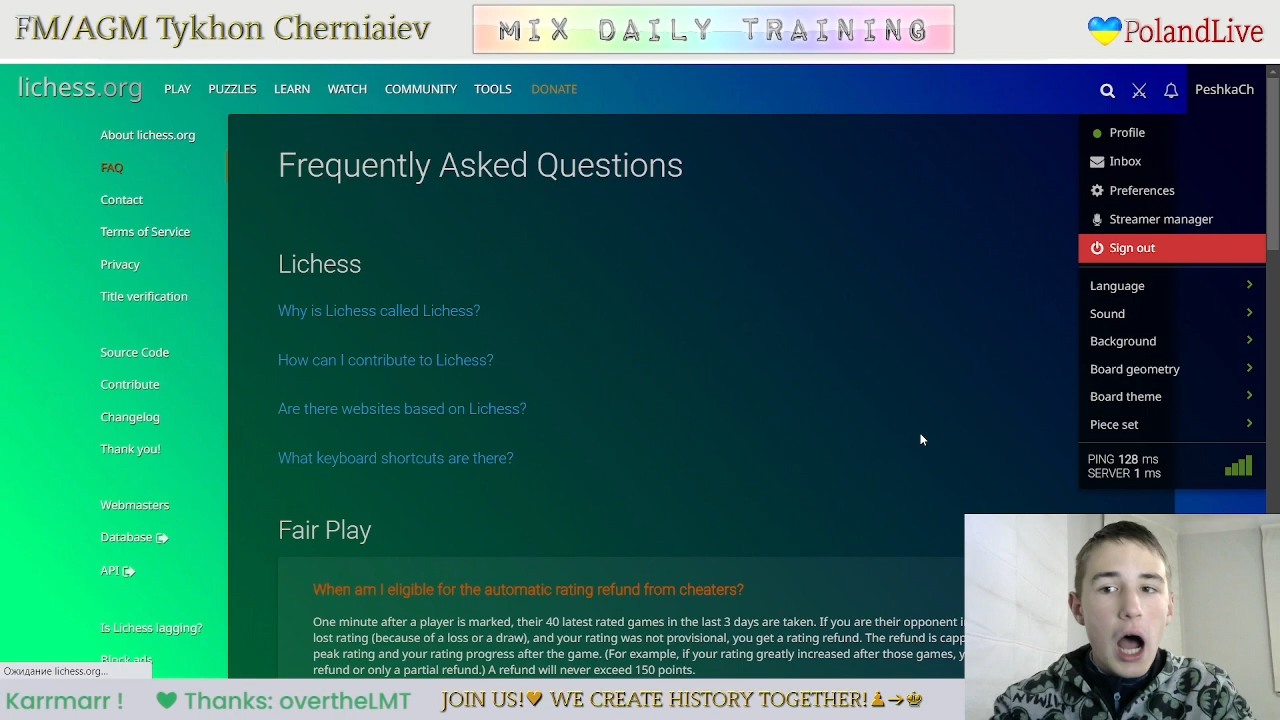 FM/AGM Tykhon Cherniaiev
MIX DAILY TRAINING
PolandLive
lichess.org
PLAY PUZZLES LEARN WATCH COMMUNITY TOOLS DONATE
PeshkaCh
About lichess.org
FAQ
Contact
Terms of Service
Privacy
Title verification
Source Code
Contribute
Changelog
Thank you!
Webmasters
Database
API
Is Lichess lagging?
Block ads
Frequently Asked Questions
Lichess
Why is Lichess called Lichess?
How can I contribute to Lichess?
Are there websites based on Lichess?
What keyboard shortcuts are there?
Fair Play
When am I eligible for the automatic rating refund from cheaters?
One minute after a player is marked, their 40 latest rated games in the last 3 days are taken. If you are their opponent i
lost rating (because of a loss or a draw), and your rating was not provisional, you get a rating refund. The refund is capp
peak rating and your rating progress after the game. (For example, if your rating greatly increased after those games, y
refund or only a partial refund.) A refund will never exceed 150 points.
Profile
Inbox
Preferences
Streamer manager
Sign out
Language
Sound
Background
Board geometry
Board theme
Piece set
PING 128 ms
SERVER 1 ms
Ожидание lichess.org...
Karrmarr ! 💚 Thanks: overtheLMT
JOIN US!♥ WE CREATE HISTORY TOGETHER!♟→♚